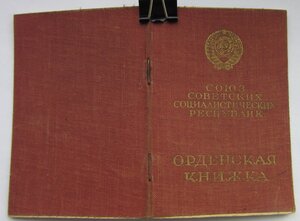 СОЮЗ
СОВЕТСКИХ
СОЦИАЛИСТИЧЕСКИХ
РЕСПУБЛИК
ОРДЕНСКАЯ
КНИЖКА